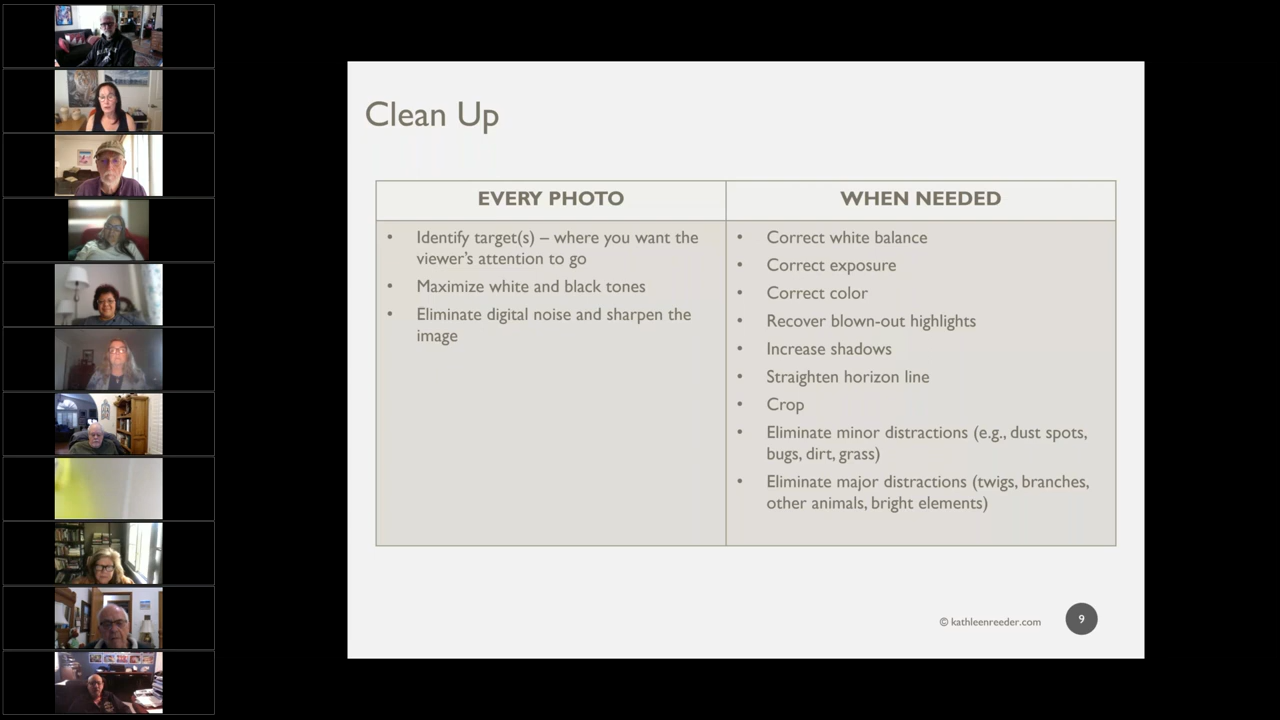 Clean Up
EVERY PHOTO
• Identify target(s) – where you want the
viewer's attention to go
• Maximize white and black tones
• Eliminate digital noise and sharpen the
image
WHEN NEEDED
• Correct white balance
• Correct exposure
• Correct color
• Recover blown-out highlights
• Increase shadows
• Straighten horizon line
• Crop
• Eliminate minor distractions (e.g., dust spots,
bugs, dirt, grass)
• Eliminate major distractions (twigs, branches,
other animals, bright elements)
© kathleenreeder.com
9